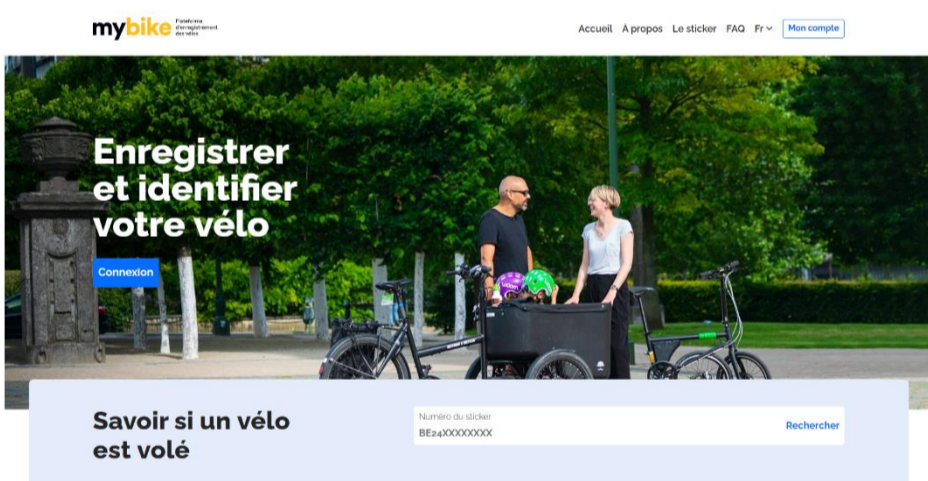 mybike Plateforme
d'enregistrement
des vélos
Accueil À propos Le sticker FAQ Fr Mon compte
Enregistrer
et identifier
votre vélo
Connexion
Savoir si un vélo
est volé
Numéro du sticker
BE24XXXXXXXX
Rechercher